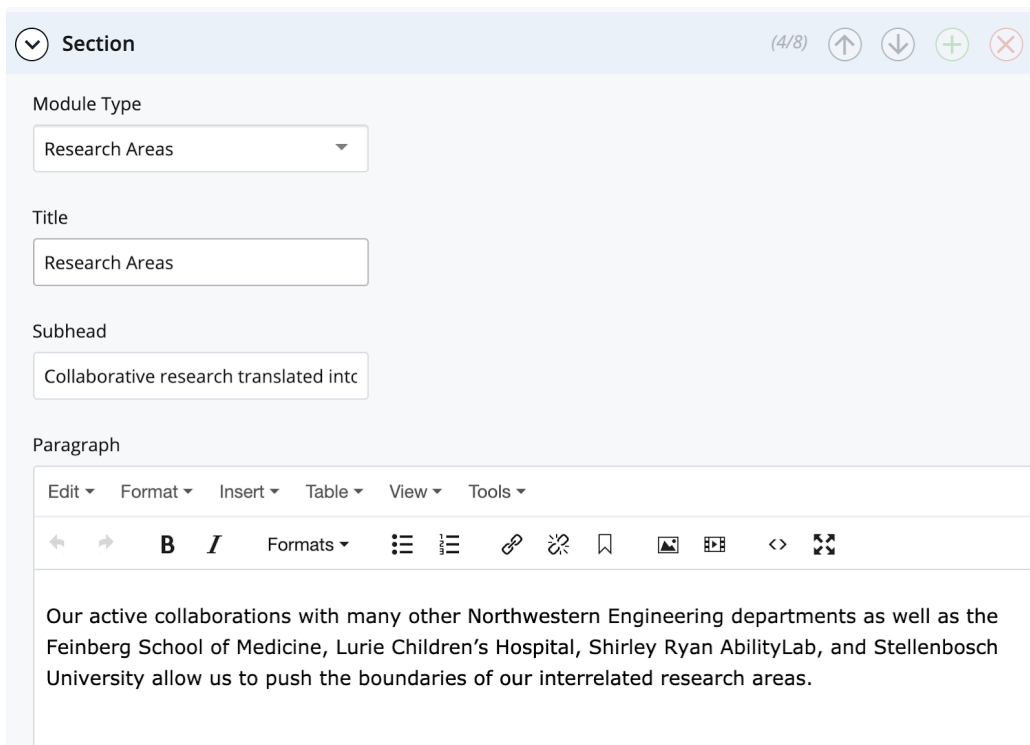 Section
(4/8)
Module Type
Research Areas
Title
Research Areas
Subhead
Collaborative research translated intc
Paragraph
Edit Format Insert Table View Tools
B I Formats
Our active collaborations with many other Northwestern Engineering departments as well as the
Feinberg School of Medicine, Lurie Children’s Hospital, Shirley Ryan AbilityLab, and Stellenbosch
University allow us to push the boundaries of our interrelated research areas.